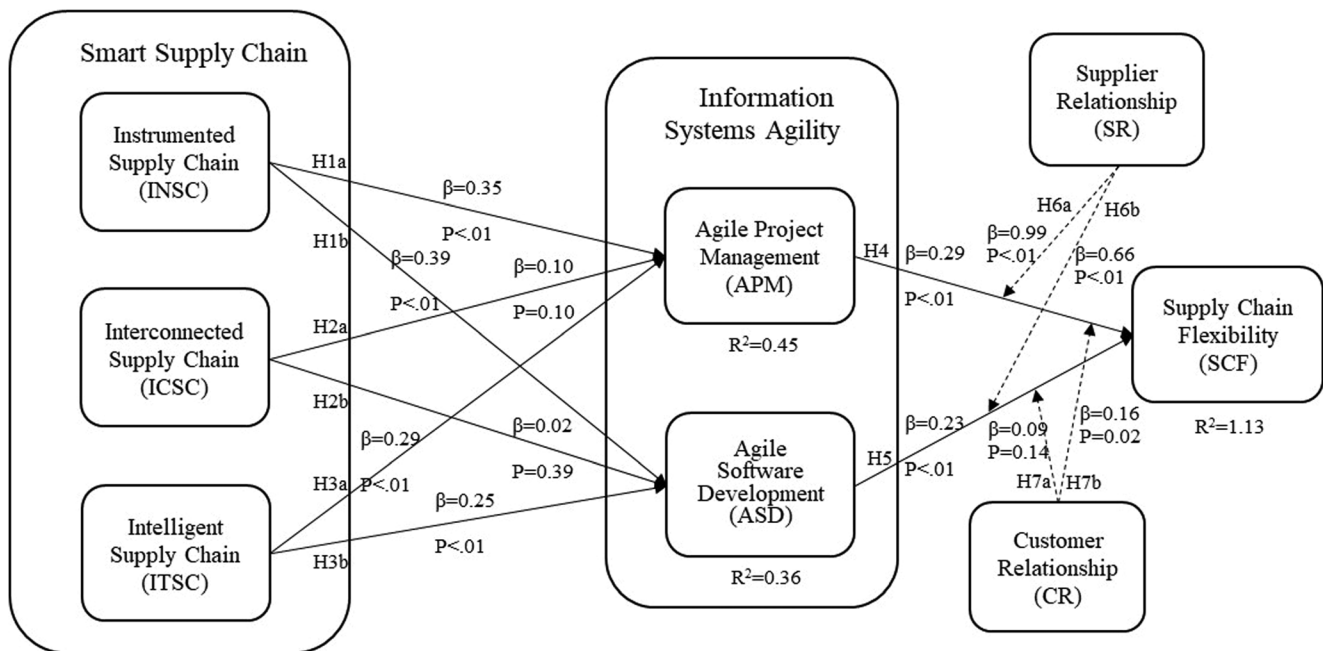 Smart Supply Chain
Instrumented
Supply Chain
(INSC)
Interconnected
Supply Chain
(ICSC)
Intelligent
Supply Chain
(ITSC)
H1a
H1b
H2a
H2b
H3a
H3b
β=0.35
P<.01
β=0.39
P<.01
β=0.10
P=0.10
β=0.02
P=0.39
β=0.29
P<.01
β=0.25
P<.01
Information
Systems Agility
Agile Project
Management
(APM)
R²=0.45
Agile
Software
Development
(ASD)
R²=0.36
H4
β=0.29
P<.01
H5
β=0.23
P<.01
Supplier
Relationship
(SR)
H6a
β=0.99
P<.01
H6b
β=0.66
P<.01
Supply Chain
Flexibility
(SCF)
R²=1.13
β=0.09
P=0.14
H7a
β=0.16
P=0.02
H7b
Customer
Relationship
(CR)